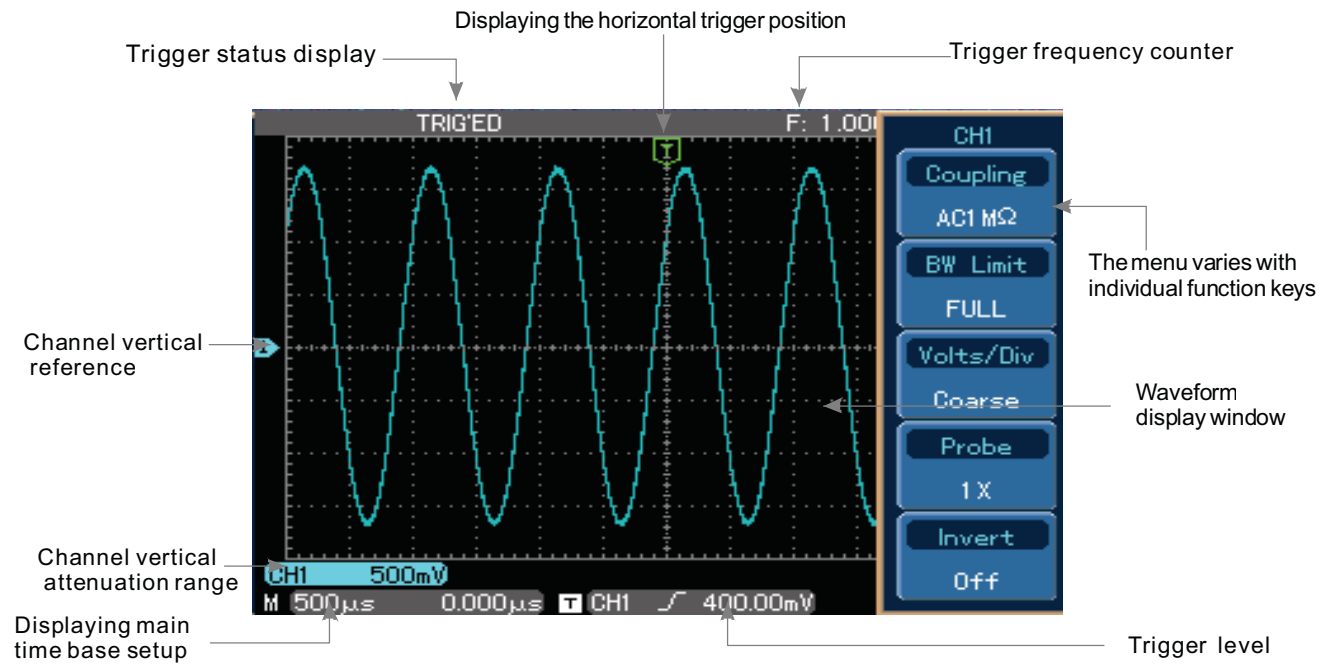 Displaying the horizontal trigger position
Trigger status display
Trigger frequency counter
TRIG'ED
F: 1.000
CH1
Coupling
AC1 MΩ
BW Limit
FULL
The menu varies with
individual function keys
Volts/Div
Coarse
Channel vertical
reference
Waveform
display window
Probe
1 X
Invert
Off
Channel vertical
attenuation range
CH1 500mV
M 500µs 0.000µs T CH1 400.00mV
Displaying main
time base setup
Trigger level
T